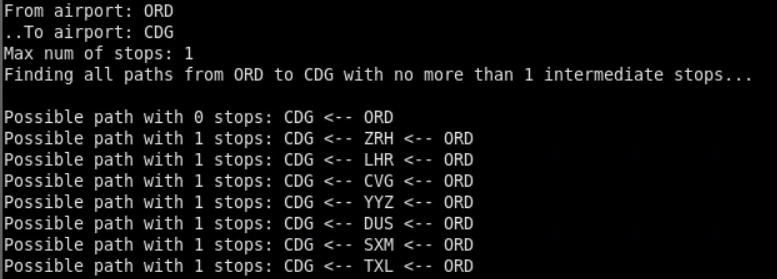 From airport: ORD
..To airport: CDG
Max num of stops: 1
Finding all paths from ORD to CDG with no more than 1 intermediate stops...
Possible path with 0 stops: CDG <-- ORD
Possible path with 1 stops: CDG <-- ZRH <-- ORD
Possible path with 1 stops: CDG <-- LHR <-- ORD
Possible path with 1 stops: CDG <-- CVG <-- ORD
Possible path with 1 stops: CDG <-- YYZ <-- ORD
Possible path with 1 stops: CDG <-- DUS <-- ORD
Possible path with 1 stops: CDG <-- SXM <-- ORD
Possible path with 1 stops: CDG <-- TXL <-- ORD